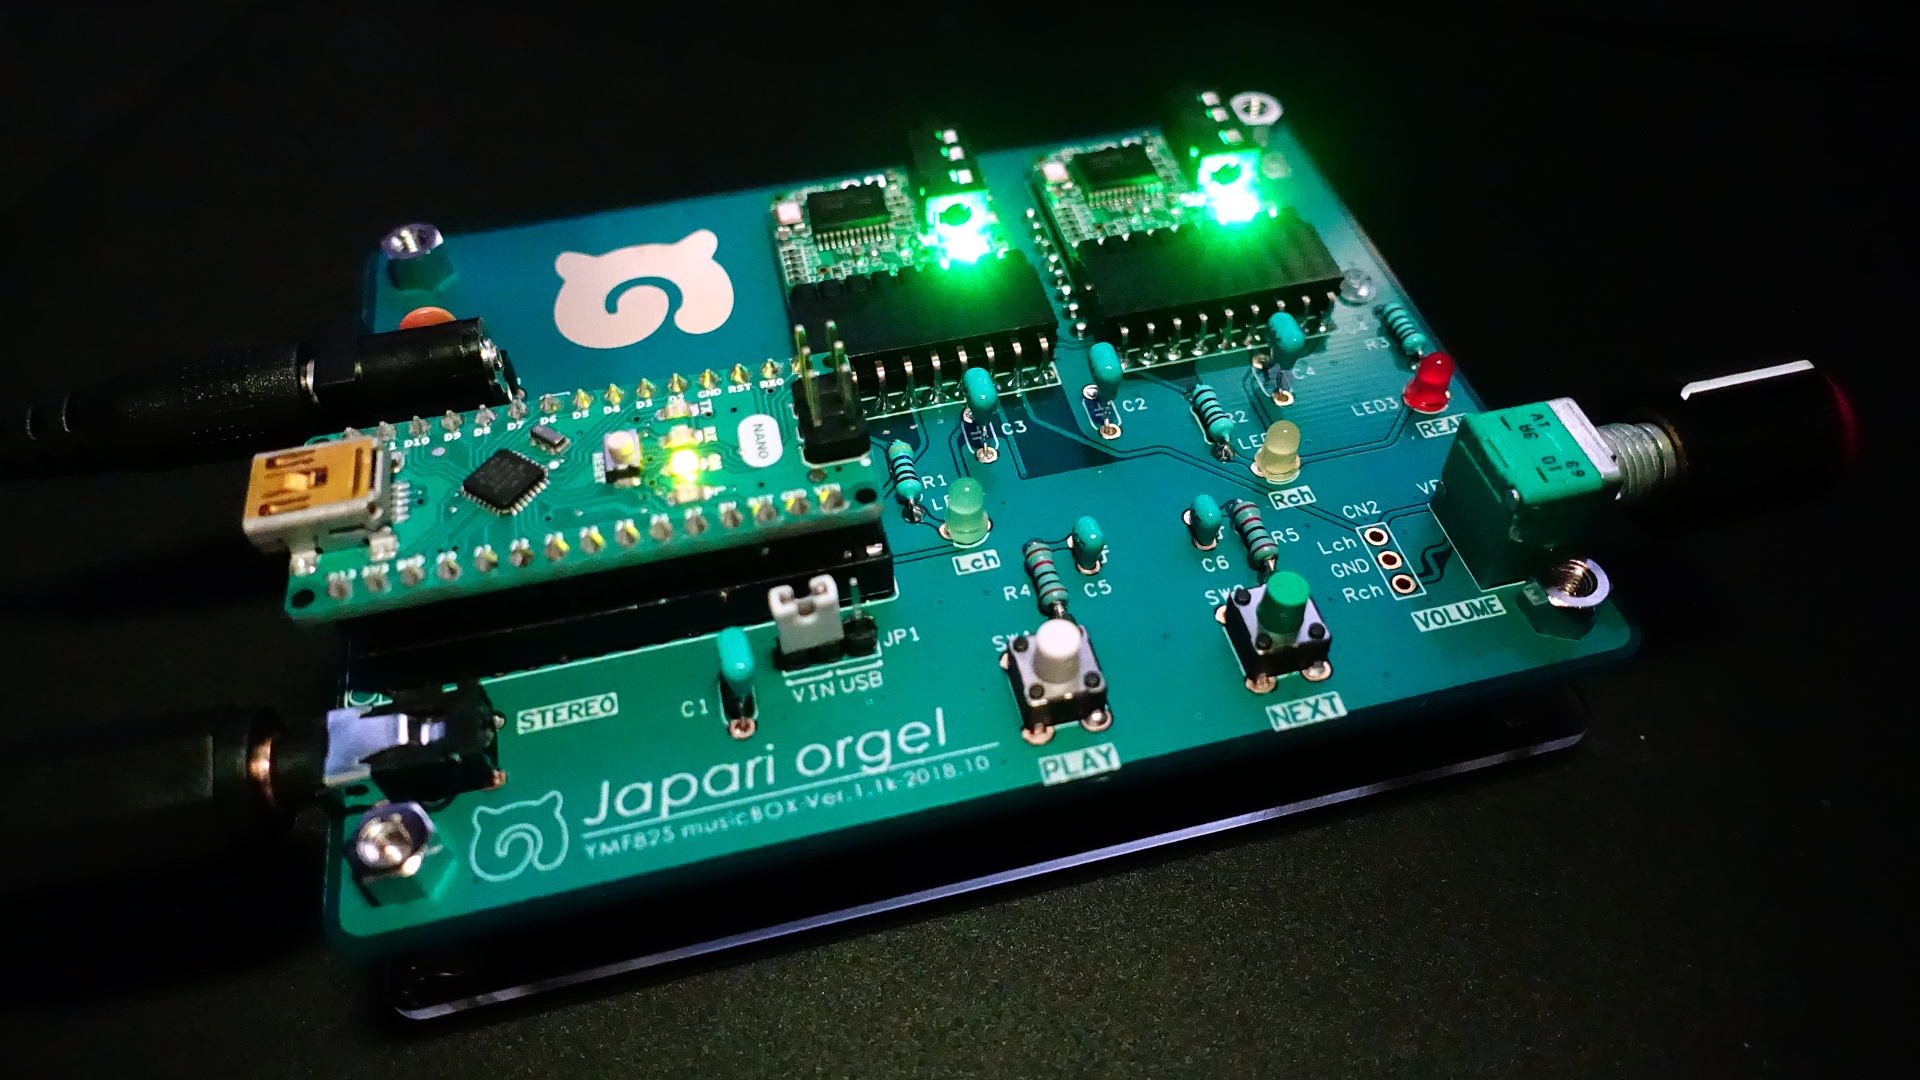 D10
D9
D8
D7
D6
D5
D4
D3
D2
GND
RST
RX0
NANO
RESET
VIN
R1
C3
C2
R2
C4
R3
LED3
Lch
Rch
CN2
Lch
GND
Rch
VOLUME
R4
C5
C6
R5
JP1
VIN USB
C1
STEREO
PLAY
NEXT
Japari orgel
YMF825 musicBOX-Ver.1.1k-2018.10